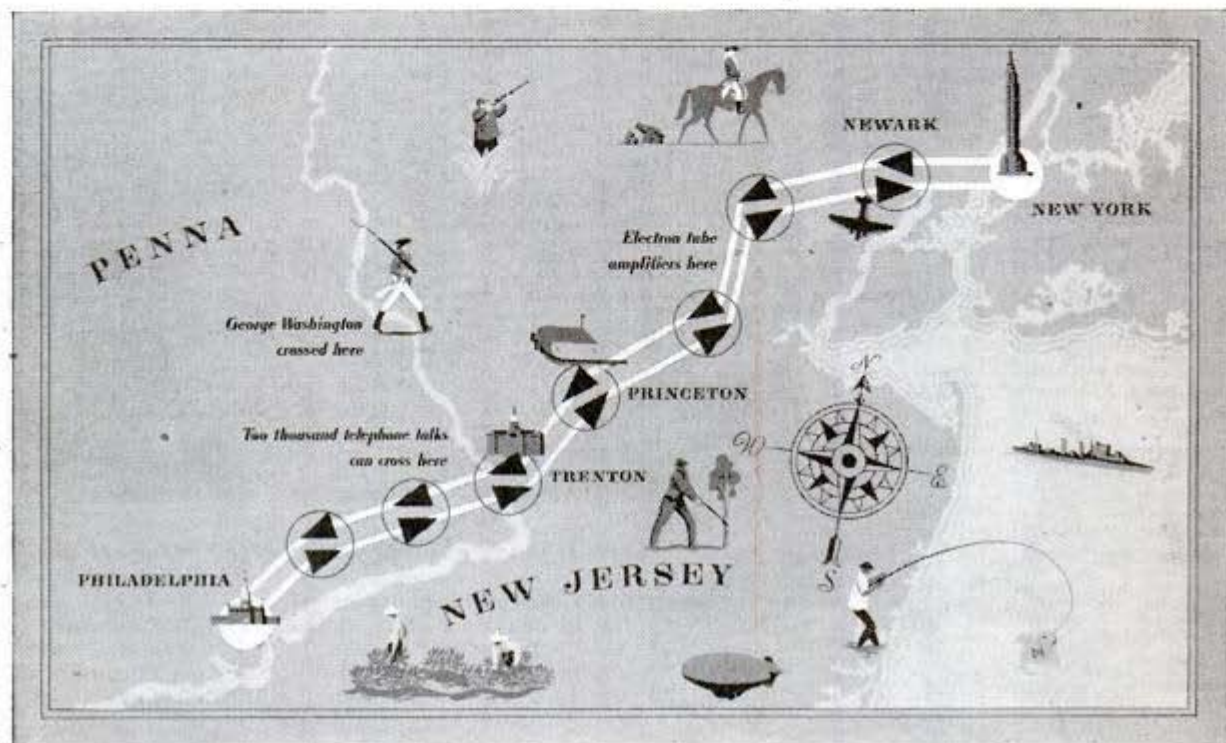 NEWARK
NEW YORK
PENNA
Electron tube
amplifiers here
George Washington
crossed here
PRINCETON
Two thousand telephone talks
can cross here
TRENTON
N
W
E
S
PHILADELPHIA
NEW JERSEY